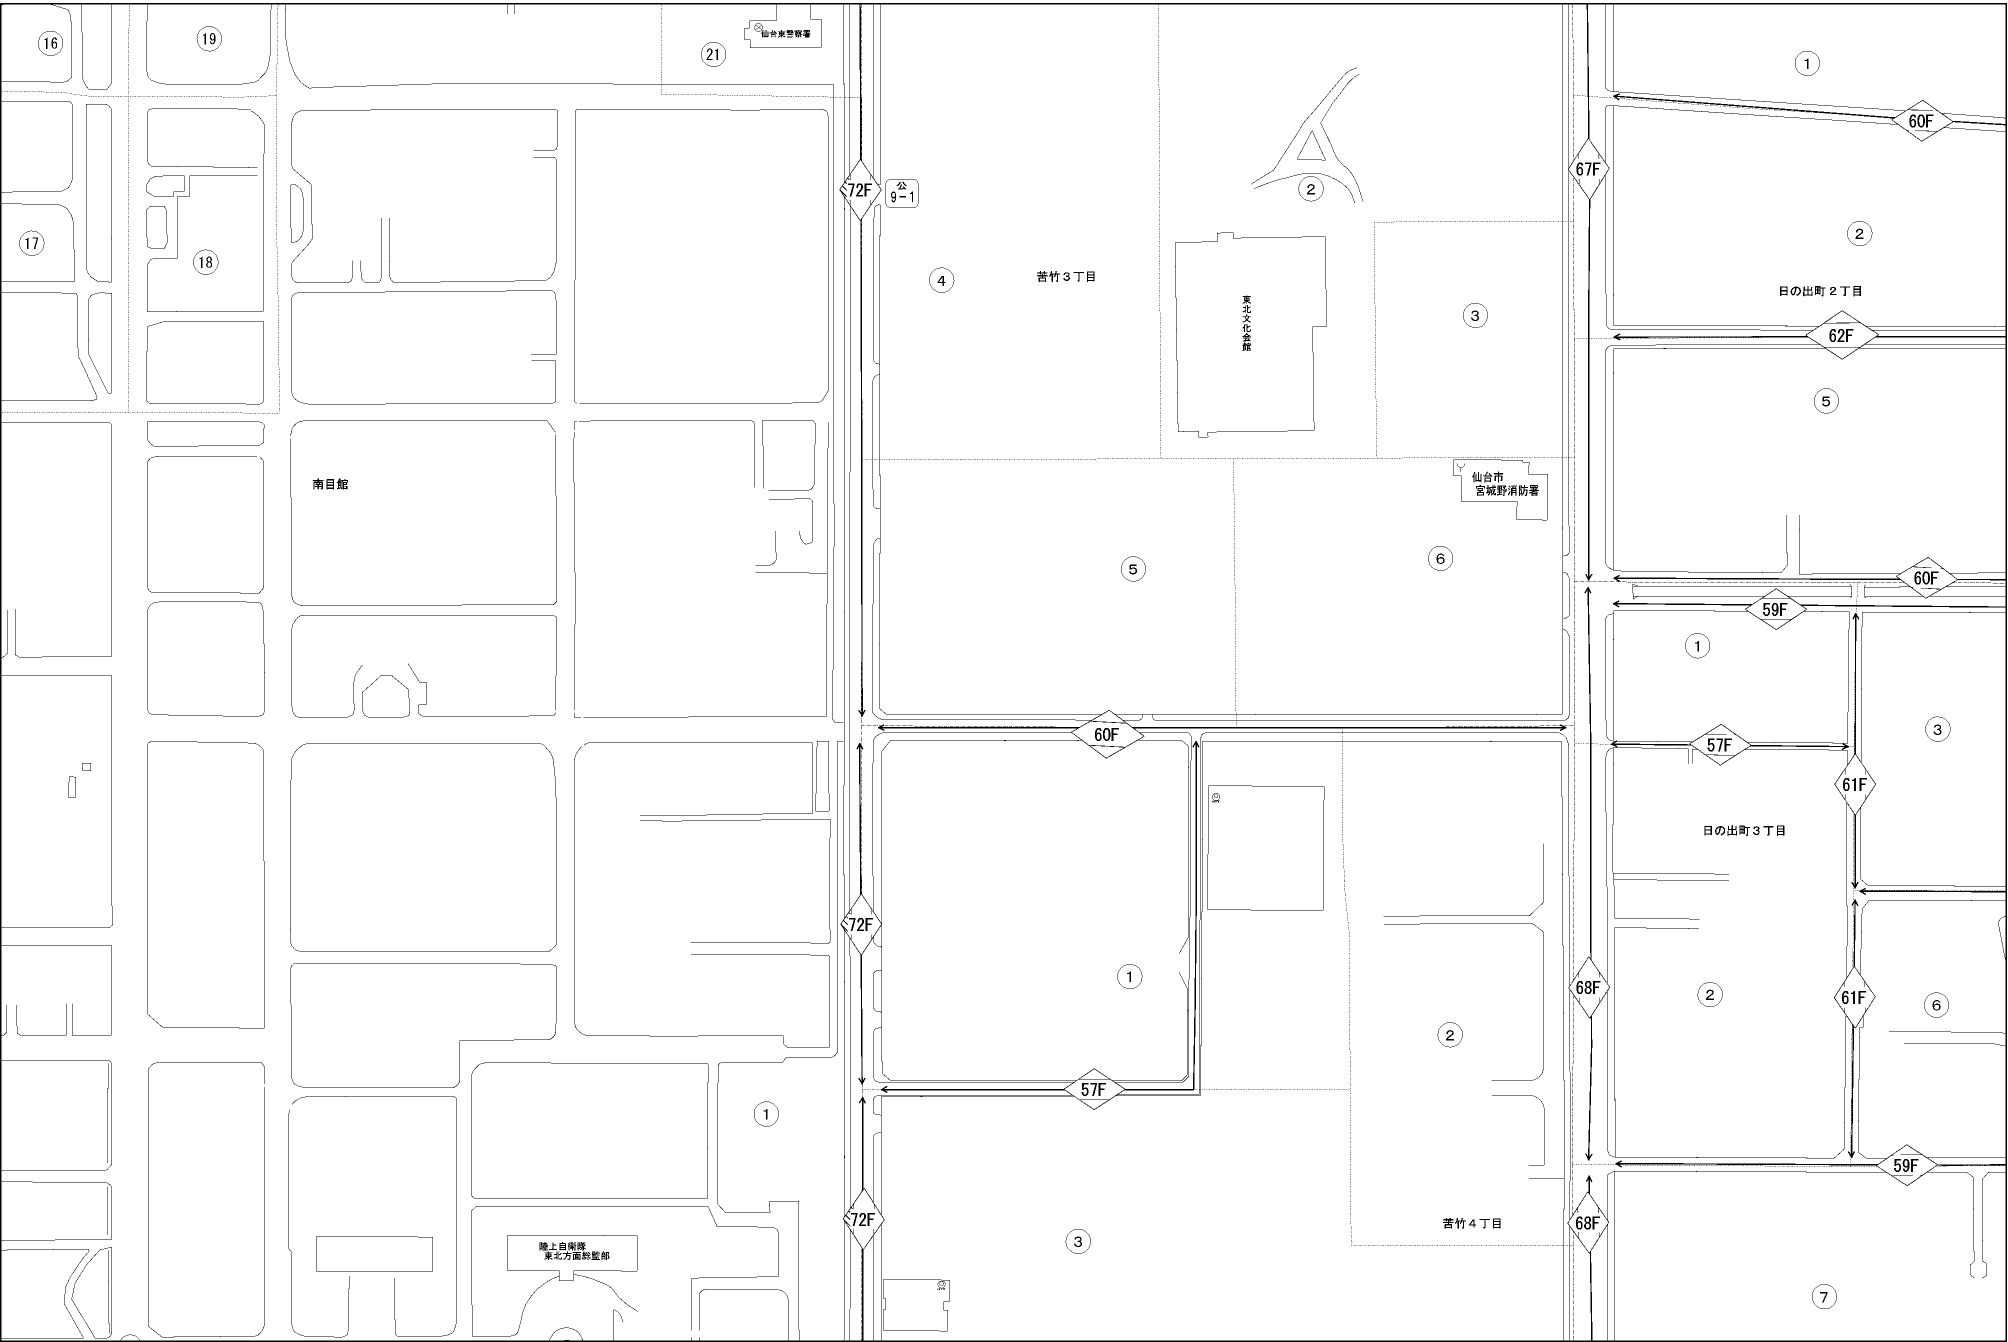 16
19
21
仙台東警察署
1
60F
72F
公
9-1
2
67F
2
17
18
4
苫竹3丁目
東北文化会館
3
日の出町2丁目
62F
5
南目館
仙台市
宮城野消防署
5
6
60F
59F
1
60F
57F
3
61F
日の出町3丁目
72F
1
2
68F
2
61F
6
57F
1
59F
72F
3
苫竹4丁目
68F
陸上自衛隊
東北方面総監部
7